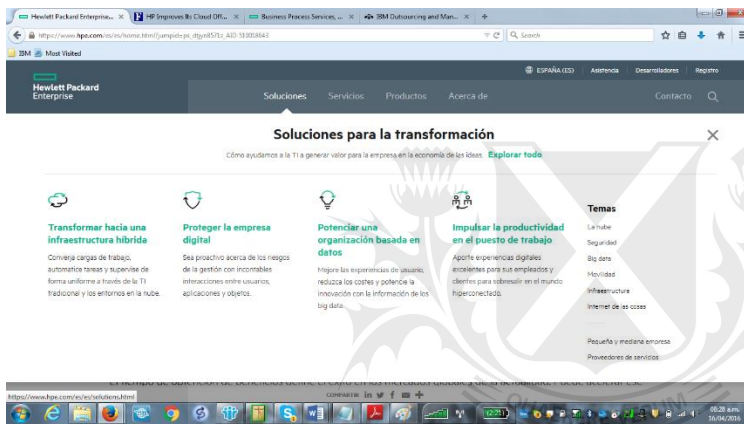 Hewlett Packard Enterprise...
HP Improves Its Cloud Off...
Business Process Services, ...
IBM Outsourcing and Man...
Search
IBM
Most Visited
ESPAÑA (ES)
Asistencia
Desarrolladores
Registro
Hewlett Packard
Enterprise
Soluciones
Servicios
Productos
Acerca de
Contacto
Soluciones para la transformación
Cómo ayudamos a la TI a generar valor para la empresa en la economía de las ideas. Explorar todo
Transformar hacia una
infraestructura híbrida
Converja cargas de trabajo,
automatice tareas y supervise de
forma uniforme a través de la TI
tradicional y los entornos en la nube.
Proteger la empresa
digital
Sea proactivo acerca de los riesgos
de la gestión con incontables
interacciones entre usuarios,
aplicaciones y objetos.
Potenciar una
organización basada en
datos
Mejore las experiencias de usuario,
reduzca los costes y potencie la
innovación con la información de los
big data.
Impulsar la productividad
en el puesto de trabajo
Aporte experiencias digitales
excelentes para sus empleados y
clientes para sobresalir en el mundo
hiperconectado.
Temas
La nube
Seguridad
Big data
Movilidad
Infraestructura
Internet de las cosas
Pequeña y mediana empresa
Proveedores de servicios
COMPARTIR
https://www.hpe.com/es/es/solutions.html
00:28 a.m.
16/04/2016